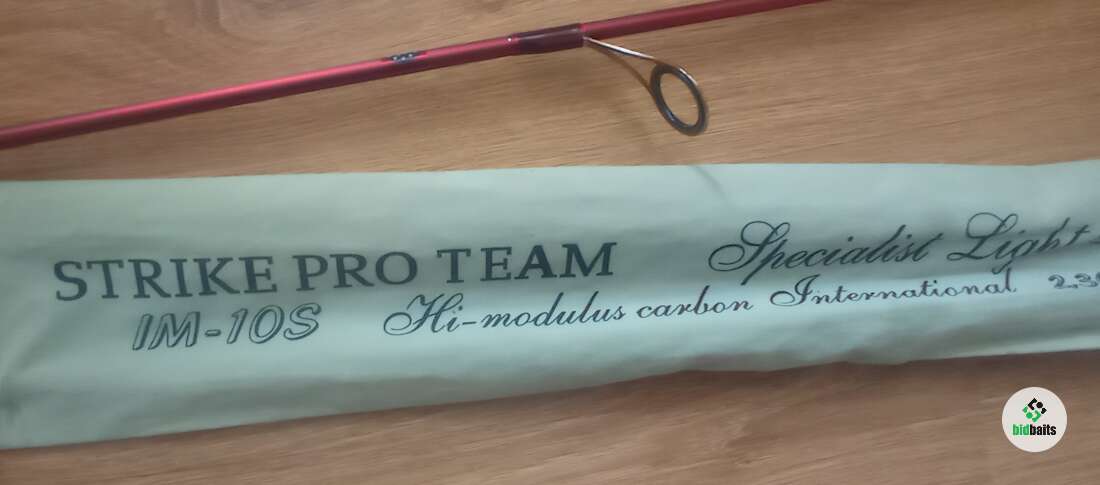 STRIKE PRO TEAM Specialist Light
IM-10S Hi-modulus carbon International
bidbaits